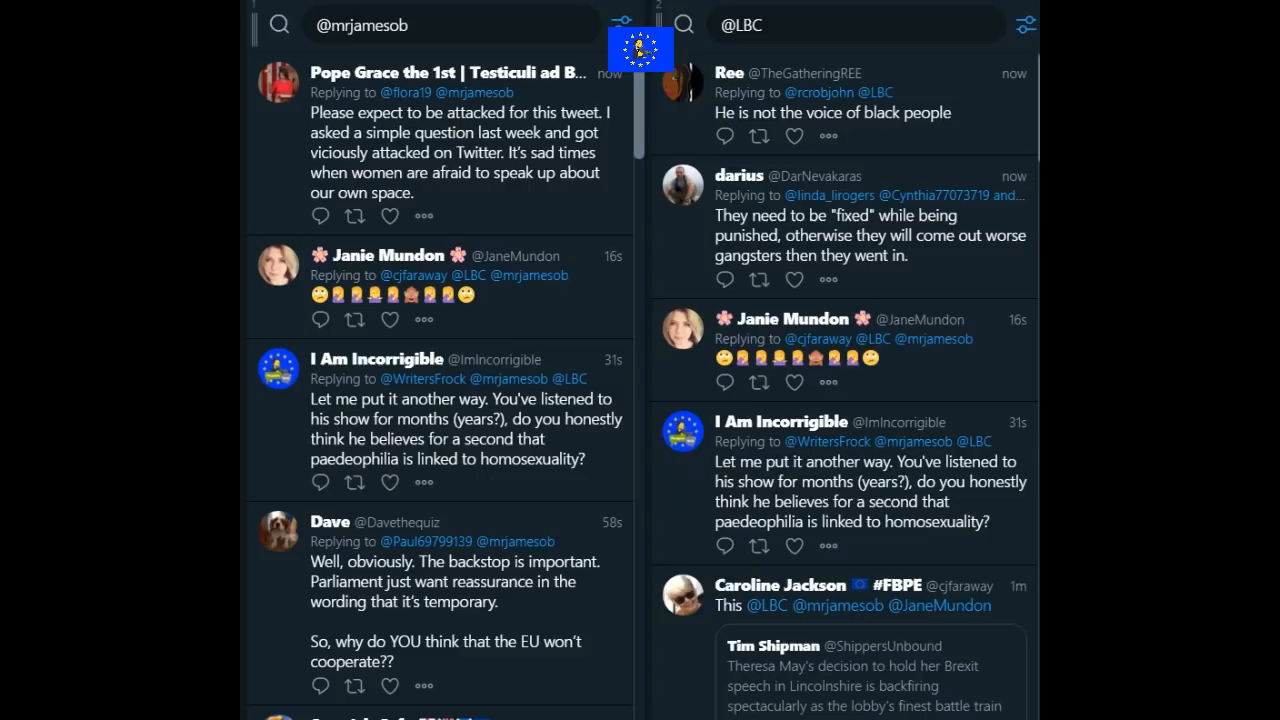 1
@mrjamesob
Pope Grace the 1st | Testiculi ad B... now
Replying to @flora19 @mrjamesob
Please expect to be attacked for this tweet. I
asked a simple question last week and got
viciously attacked on Twitter. It's sad times
when women are afraid to speak up about
our own space.
🌸 Janie Mundon 🌸 @JaneMundon 16s
Replying to @cjfaraway @LBC @mrjamesob
🙄🤦‍♀️🤦‍♀️🙍‍♀️🤦‍♀️🙈🤦‍♀️🤦‍♀️🙄
I Am Incorrigible @ImIncorrigible 31s
Replying to @WritersFrock @mrjamesob @LBC
Let me put it another way. You've listened to
his show for months (years?), do you honestly
think he believes for a second that
paedeophilia is linked to homosexuality?
Dave @Davethequiz 58s
Replying to @Paul69799139 @mrjamesob
Well, obviously. The backstop is important.
Parliament just want reassurance in the
wording that it's temporary.
So, why do YOU think that the EU won't
cooperate??
2
@LBC
Ree @TheGatheringREE now
Replying to @rcrobjohn @LBC
He is not the voice of black people
darius @DarNevakaras now
Replying to @linda_lirogers @Cynthia77073719 and...
They need to be "fixed" while being
punished, otherwise they will come out worse
gangsters then they went in.
🌸 Janie Mundon 🌸 @JaneMundon 16s
Replying to @cjfaraway @LBC @mrjamesob
🙄🤦‍♀️🤦‍♀️🙍‍♀️🤦‍♀️🙈🤦‍♀️🤦‍♀️🙄
I Am Incorrigible @ImIncorrigible 31s
Replying to @WritersFrock @mrjamesob @LBC
Let me put it another way. You've listened to
his show for months (years?), do you honestly
think he believes for a second that
paedeophilia is linked to homosexuality?
Caroline Jackson 🇪🇺 #FBPE @cjfaraway 1m
This @LBC @mrjamesob @JaneMundon
Tim Shipman @ShippersUnbound
Theresa May's decision to hold her Brexit
speech in Lincolnshire is backfiring
spectacularly as the lobby's finest battle train